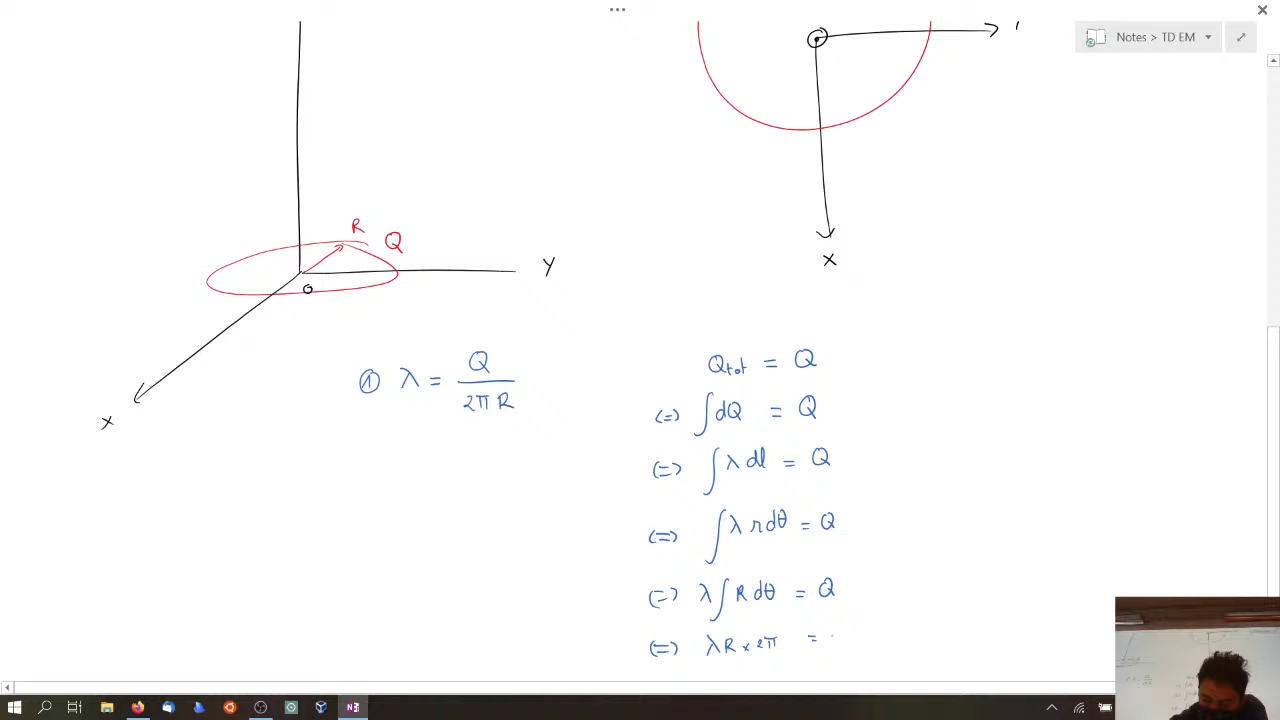 Notes > TD EM
R
Q
Y
O
X
X
① λ = Q / 2π R
Q_tot = Q
(=) ∫ dQ = Q
(=) ∫ λ dl = Q
(=) ∫ λ r dθ = Q
(=) λ ∫ R dθ = Q
(=) λ R × 2π =